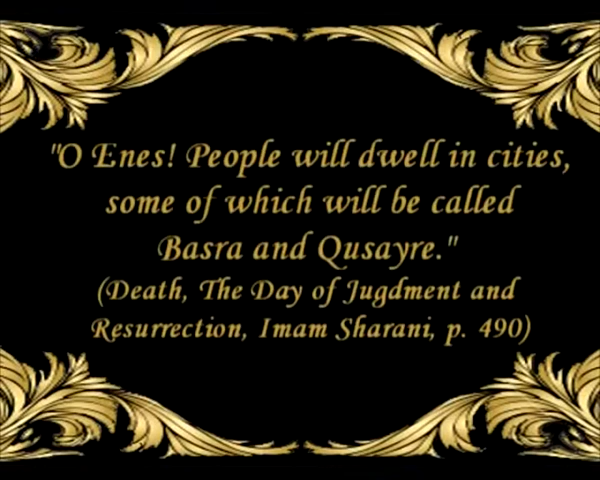 "O Enes! People will dwell in cities,
some of which will be called
Basra and Qusayre."
(Death, The Day of Jugdment and
Resurrection, Imam Sharani, p. 490)